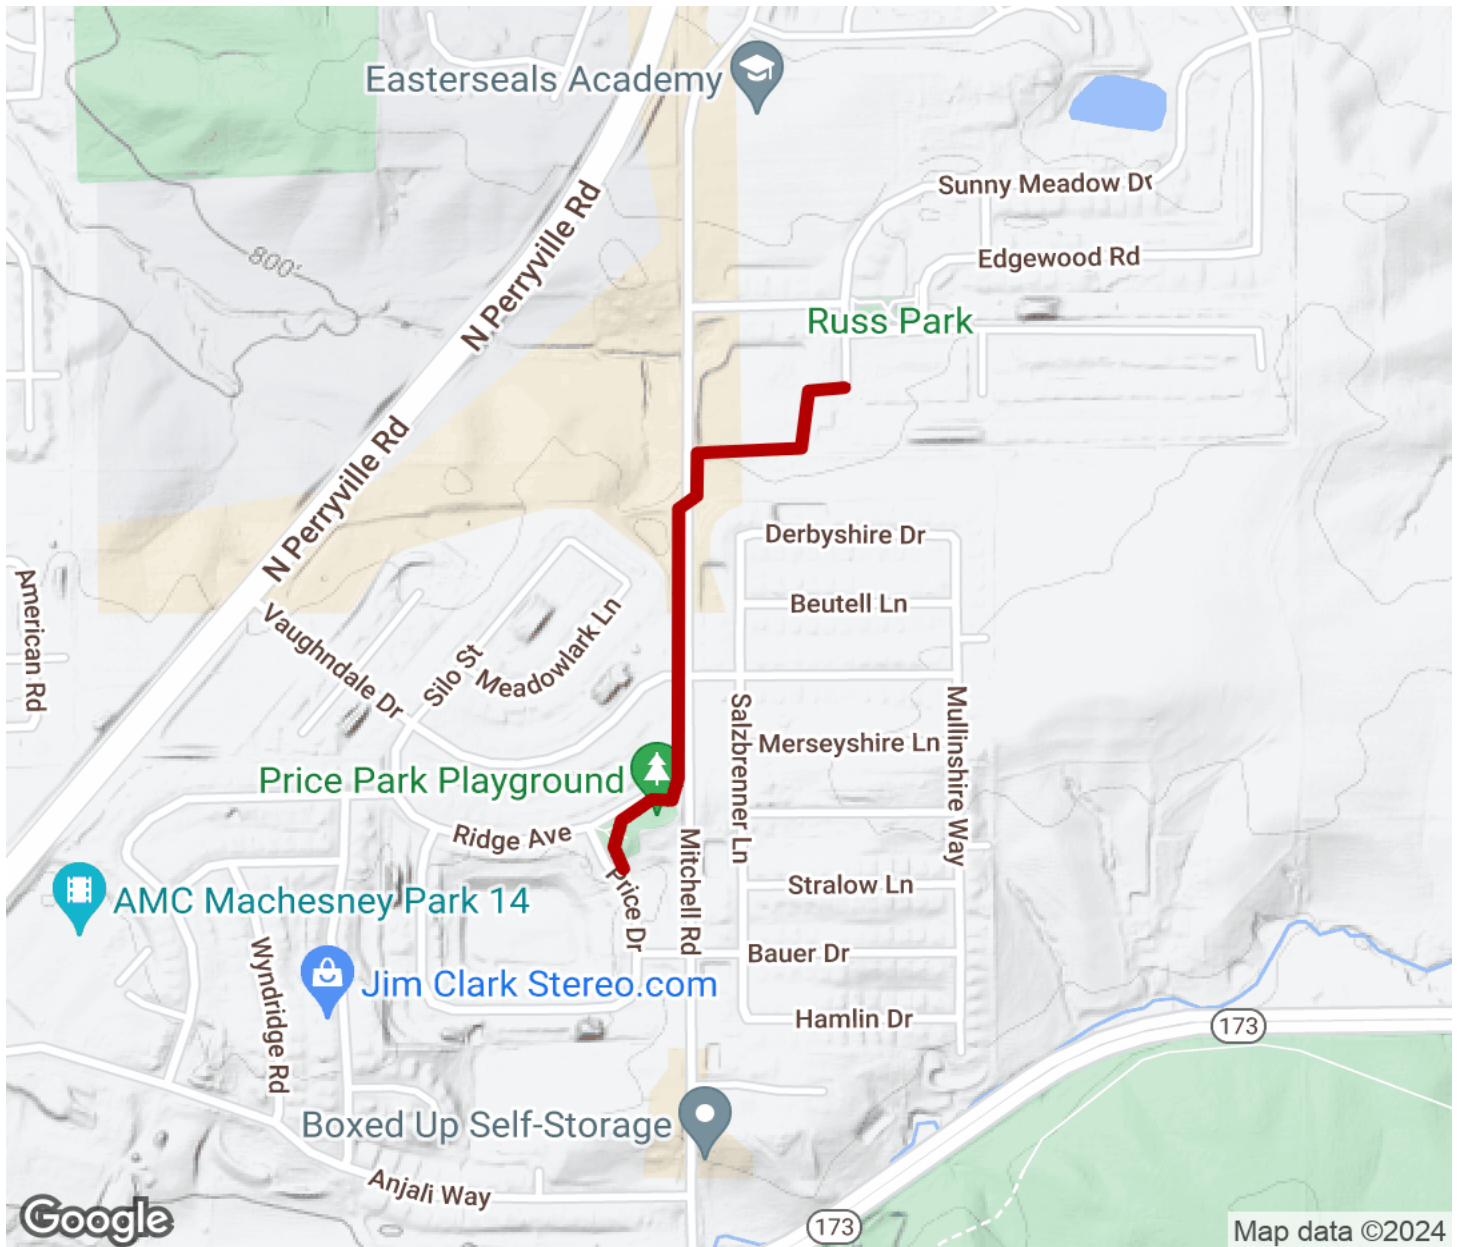 Easterseals Academy
Sunny Meadow Dr
N Perryville Rd
800'
Edgewood Rd
Russ Park
N Perryville Rd
Derbyshire Dr
American Rd
Beutell Ln
Vaughndale Dr
Silo St
Meadowlark Ln
Salzbrenner Ln
Mullinshire Way
Merseyshire Ln
Price Park Playground
Ridge Ave
Mitchell Rd
Price Dr
AMC Machesney Park 14
Stralow Ln
Bauer Dr
Wyndridge Rd
Jim Clark Stereo.com
Hamlin Dr
173
Boxed Up Self-Storage
Anjali Way
173
Google
Map data ©2024